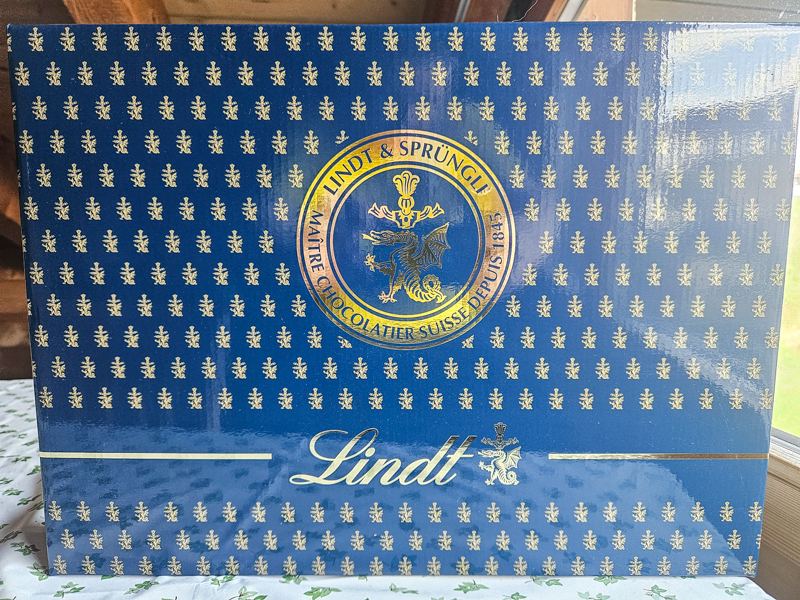 LINDT & SPRÜNGLI
MAÎTRE CHOCOLATIER SUISSE DEPUIS 1845
Lindt